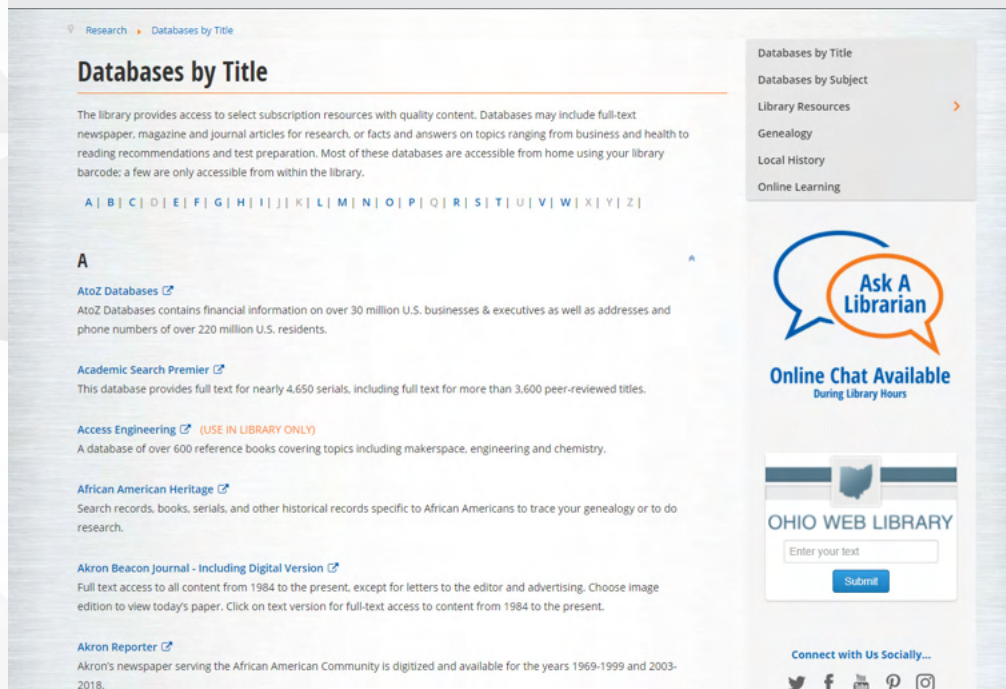 Research Databases by Title
Databases by Title
The library provides access to select subscription resources with quality content. Databases may include full-text
newspaper, magazine and journal articles for research, or facts and answers on topics ranging from business and health to
reading recommendations and test preparation. Most of these databases are accessible from home using your library
barcode; a few are only accessible from within the library.
A | B | C | D | E | F | G | H | I | J | K | L | M | N | O | P | Q | R | S | T | U | V | W | X | Y | Z |
A
AtoZ Databases
AtoZ Databases contains financial information on over 30 million U.S. businesses & executives as well as addresses and
phone numbers of over 220 million U.S. residents.
Academic Search Premier
This database provides full text for nearly 4,650 serials, including full text for more than 3,600 peer-reviewed titles.
Access Engineering (USE IN LIBRARY ONLY)
A database of over 600 reference books covering topics including makerspace, engineering and chemistry.
African American Heritage
Search records, books, serials, and other historical records specific to African Americans to trace your genealogy or to do
research.
Akron Beacon Journal - Including Digital Version
Full text access to all content from 1984 to the present, except for letters to the editor and advertising. Choose image
edition to view today's paper. Click on text version for full-text access to content from 1984 to the present.
Akron Reporter
Akron's newspaper serving the African American Community is digitized and available for the years 1969-1999 and 2003-
2018.
Databases by Title
Databases by Subject
Library Resources
Genealogy
Local History
Online Learning
Ask A
Librarian
Online Chat Available
During Library Hours
OHIO WEB LIBRARY
Enter your text
Submit
Connect with Us Socially...